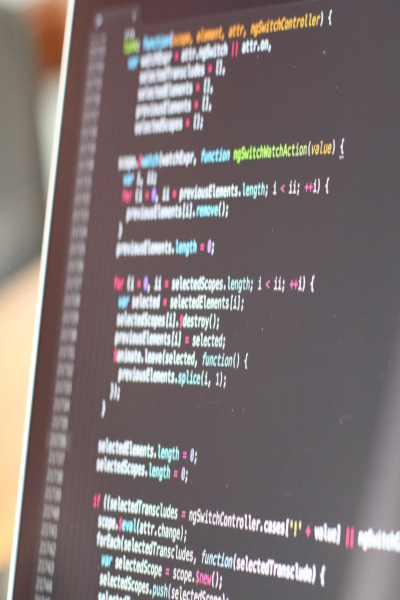 link: function(scope, element, attr, ngSwitchController) {
var watchExpr = attr.ngSwitch || attr.on,
selectedTranscludes = [],
selectedElements = [],
previousElements = [],
selectedScopes = [];
scope.$watch(watchExpr, function ngSwitchWatchAction(value) {
var i, ii;
for (i = 0, ii = previousElements.length; i < ii; ++i) {
previousElements[i].remove();
}
previousElements.length = 0;
for (i = 0, ii = selectedScopes.length; i < ii; ++i) {
var selected = selectedElements[i];
selectedScopes[i].$destroy();
previousElements[i] = selected;
$animate.leave(selected, function() {
previousElements.splice(i, 1);
});
}
selectedElements.length = 0;
selectedScopes.length = 0;
if ((selectedTranscludes = ngSwitchController.cases['!' + value] || ngSwitchC
scope.$eval(attr.change);
forEach(selectedTranscludes, function(selectedTransclude) {
var selectedScope = scope.$new();
selectedScopes.push(selectedScope);